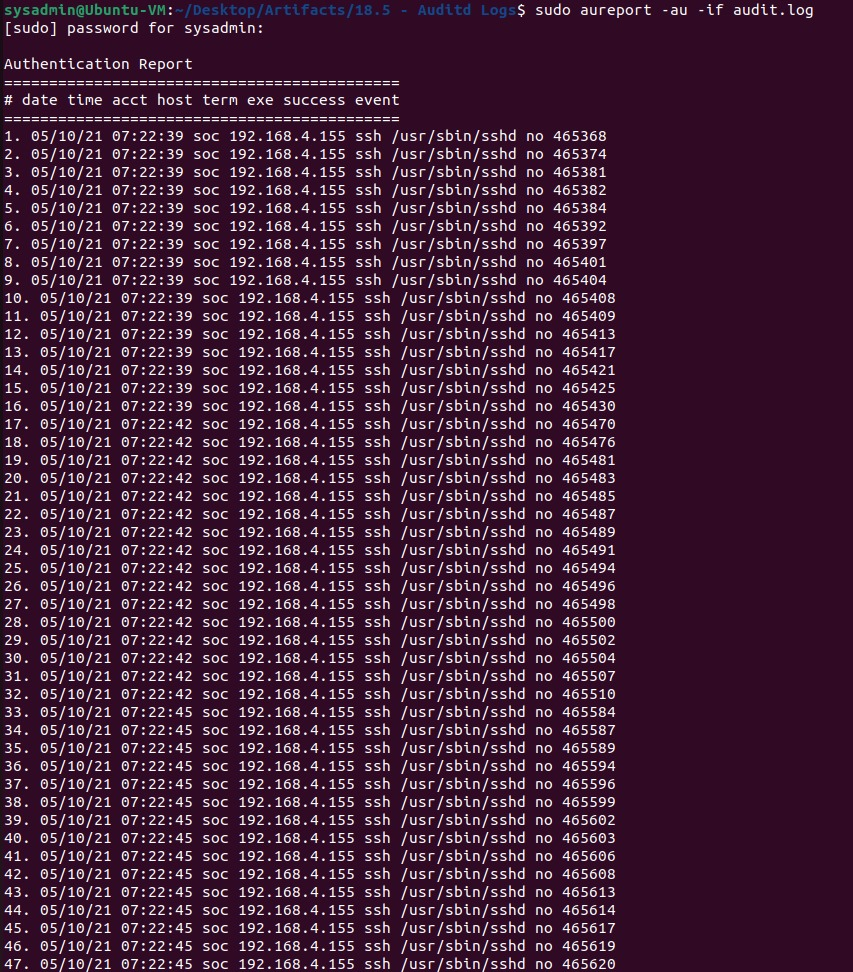 sysadmin@Ubuntu-VM:~/Desktop/Artifacts/18.5 - Auditd Logs$ sudo aureport -au -if audit.log
[sudo] password for sysadmin:
Authentication Report
============================================
# date time acct host term exe success event
============================================
1. 05/10/21 07:22:39 soc 192.168.4.155 ssh /usr/sbin/sshd no 465368
2. 05/10/21 07:22:39 soc 192.168.4.155 ssh /usr/sbin/sshd no 465374
3. 05/10/21 07:22:39 soc 192.168.4.155 ssh /usr/sbin/sshd no 465381
4. 05/10/21 07:22:39 soc 192.168.4.155 ssh /usr/sbin/sshd no 465382
5. 05/10/21 07:22:39 soc 192.168.4.155 ssh /usr/sbin/sshd no 465384
6. 05/10/21 07:22:39 soc 192.168.4.155 ssh /usr/sbin/sshd no 465392
7. 05/10/21 07:22:39 soc 192.168.4.155 ssh /usr/sbin/sshd no 465397
8. 05/10/21 07:22:39 soc 192.168.4.155 ssh /usr/sbin/sshd no 465401
9. 05/10/21 07:22:39 soc 192.168.4.155 ssh /usr/sbin/sshd no 465404
10. 05/10/21 07:22:39 soc 192.168.4.155 ssh /usr/sbin/sshd no 465408
11. 05/10/21 07:22:39 soc 192.168.4.155 ssh /usr/sbin/sshd no 465409
12. 05/10/21 07:22:39 soc 192.168.4.155 ssh /usr/sbin/sshd no 465413
13. 05/10/21 07:22:39 soc 192.168.4.155 ssh /usr/sbin/sshd no 465417
14. 05/10/21 07:22:39 soc 192.168.4.155 ssh /usr/sbin/sshd no 465421
15. 05/10/21 07:22:39 soc 192.168.4.155 ssh /usr/sbin/sshd no 465425
16. 05/10/21 07:22:39 soc 192.168.4.155 ssh /usr/sbin/sshd no 465430
17. 05/10/21 07:22:42 soc 192.168.4.155 ssh /usr/sbin/sshd no 465470
18. 05/10/21 07:22:42 soc 192.168.4.155 ssh /usr/sbin/sshd no 465476
19. 05/10/21 07:22:42 soc 192.168.4.155 ssh /usr/sbin/sshd no 465481
20. 05/10/21 07:22:42 soc 192.168.4.155 ssh /usr/sbin/sshd no 465483
21. 05/10/21 07:22:42 soc 192.168.4.155 ssh /usr/sbin/sshd no 465485
22. 05/10/21 07:22:42 soc 192.168.4.155 ssh /usr/sbin/sshd no 465487
23. 05/10/21 07:22:42 soc 192.168.4.155 ssh /usr/sbin/sshd no 465489
24. 05/10/21 07:22:42 soc 192.168.4.155 ssh /usr/sbin/sshd no 465491
25. 05/10/21 07:22:42 soc 192.168.4.155 ssh /usr/sbin/sshd no 465494
26. 05/10/21 07:22:42 soc 192.168.4.155 ssh /usr/sbin/sshd no 465496
27. 05/10/21 07:22:42 soc 192.168.4.155 ssh /usr/sbin/sshd no 465498
28. 05/10/21 07:22:42 soc 192.168.4.155 ssh /usr/sbin/sshd no 465500
29. 05/10/21 07:22:42 soc 192.168.4.155 ssh /usr/sbin/sshd no 465502
30. 05/10/21 07:22:42 soc 192.168.4.155 ssh /usr/sbin/sshd no 465504
31. 05/10/21 07:22:42 soc 192.168.4.155 ssh /usr/sbin/sshd no 465507
32. 05/10/21 07:22:42 soc 192.168.4.155 ssh /usr/sbin/sshd no 465510
33. 05/10/21 07:22:45 soc 192.168.4.155 ssh /usr/sbin/sshd no 465584
34. 05/10/21 07:22:45 soc 192.168.4.155 ssh /usr/sbin/sshd no 465587
35. 05/10/21 07:22:45 soc 192.168.4.155 ssh /usr/sbin/sshd no 465589
36. 05/10/21 07:22:45 soc 192.168.4.155 ssh /usr/sbin/sshd no 465594
37. 05/10/21 07:22:45 soc 192.168.4.155 ssh /usr/sbin/sshd no 465596
38. 05/10/21 07:22:45 soc 192.168.4.155 ssh /usr/sbin/sshd no 465599
39. 05/10/21 07:22:45 soc 192.168.4.155 ssh /usr/sbin/sshd no 465602
40. 05/10/21 07:22:45 soc 192.168.4.155 ssh /usr/sbin/sshd no 465603
41. 05/10/21 07:22:45 soc 192.168.4.155 ssh /usr/sbin/sshd no 465606
42. 05/10/21 07:22:45 soc 192.168.4.155 ssh /usr/sbin/sshd no 465608
43. 05/10/21 07:22:45 soc 192.168.4.155 ssh /usr/sbin/sshd no 465613
44. 05/10/21 07:22:45 soc 192.168.4.155 ssh /usr/sbin/sshd no 465614
45. 05/10/21 07:22:45 soc 192.168.4.155 ssh /usr/sbin/sshd no 465617
46. 05/10/21 07:22:45 soc 192.168.4.155 ssh /usr/sbin/sshd no 465619
47. 05/10/21 07:22:45 soc 192.168.4.155 ssh /usr/sbin/sshd no 465620